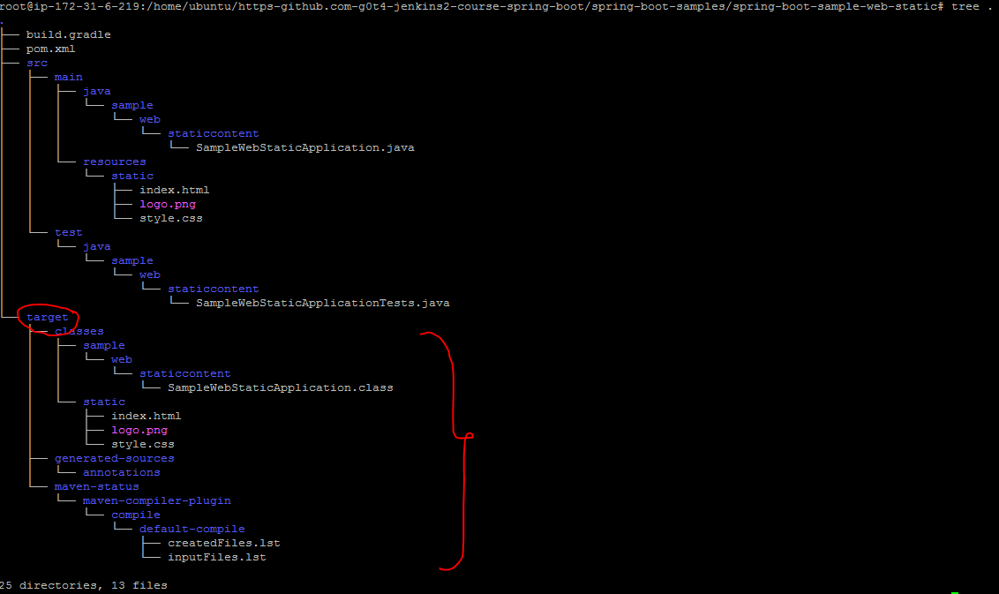 root@ip-172-31-6-219:/home/ubuntu/https-github.com-g0t4-jenkins2-course-spring-boot/spring-boot-samples/spring-boot-sample-web-static# tree .
.
├── build.gradle
├── pom.xml
├── src
│   ├── main
│   │   ├── java
│   │   │   └── sample
│   │   │       └── web
│   │   │           └── staticcontent
│   │   │               └── SampleWebStaticApplication.java
│   │   └── resources
│   │       └── static
│   │           ├── index.html
│   │           ├── logo.png
│   │           └── style.css
│   └── test
│       └── java
│           └── sample
│               └── web
│                   └── staticcontent
│                       └── SampleWebStaticApplicationTests.java
└── target
    ├── classes
    │   ├── sample
    │   │   └── web
    │   │       └── staticcontent
    │   │           └── SampleWebStaticApplication.class
    │   └── static
    │       ├── index.html
    │       ├── logo.png
    │       └── style.css
    ├── generated-sources
    │   └── annotations
    └── maven-status
        └── maven-compiler-plugin
            └── compile
                └── default-compile
                    ├── createdFiles.lst
                    └── inputFiles.lst
25 directories, 13 files